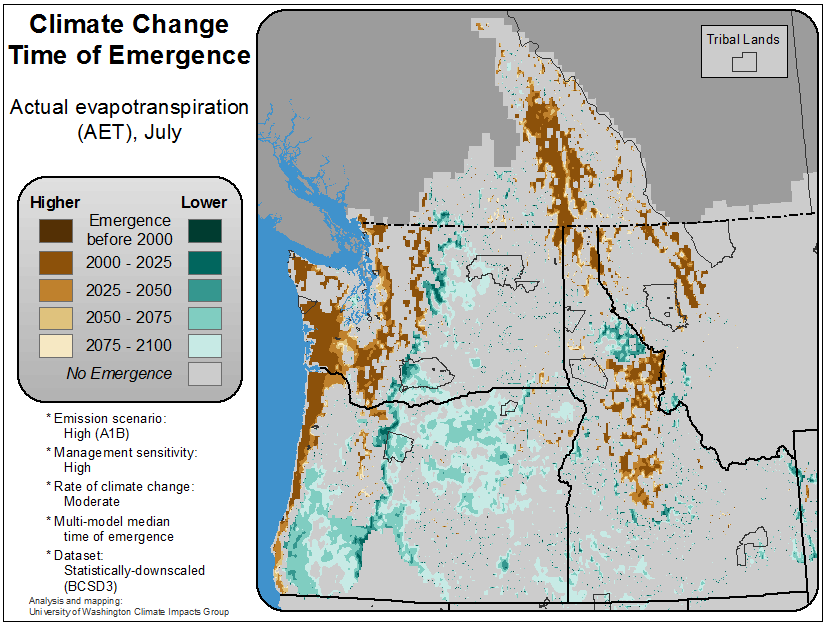 Climate Change
Time of Emergence
Actual evapotranspiration
(AET), July
Higher
Lower
Emergence
before 2000
2000 - 2025
2025 - 2050
2050 - 2075
2075 - 2100
No Emergence
* Emission scenario:
High (A1B)
* Management sensitivity:
High
* Rate of climate change:
Moderate
* Multi-model median
time of emergence
* Dataset:
Statistically-downscaled
(BCSD3)
Analysis and mapping:
University of Washington Climate Impacts Group
Tribal Lands